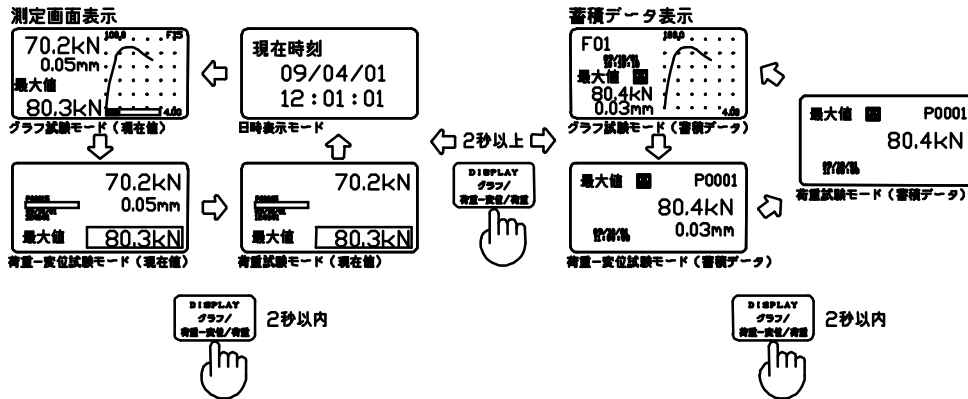 測定画面表示
70.2kN
0.05mm
最大値
80.3kN
4.00
グラフ試験モード（現在値）
現在時刻
09/04/01
12:01:01
日時表示モード
70.2kN
0.05mm
最大値 80.3kN
荷重－変位試験モード（現在値）
70.2kN
最大値 80.3kN
荷重試験モード（現在値）
DISPLAY
グラフ/
荷重－変位/荷重
2秒以内
2秒以上
DISPLAY
グラフ/
荷重－変位/荷重
蓄積データ表示
F01
最大値
80.4kN
0.03mm
4.00
グラフ試験モード（蓄積データ）
最大値 P0001
80.4kN
0.03mm
荷重－変位試験モード（蓄積データ）
最大値 P0001
80.4kN
荷重試験モード（蓄積データ）
DISPLAY
グラフ/
荷重－変位/荷重
2秒以内